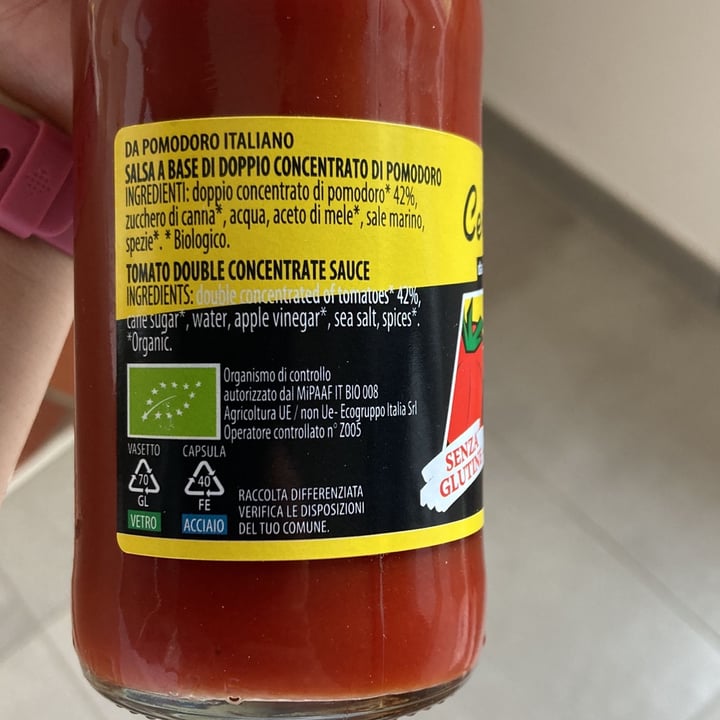 DA POMODORO ITALIANO
SALSA A BASE DI DOPPIO CONCENTRATO DI POMODORO
INGREDIENTI: doppio concentrato di pomodoro* 42%,
zucchero di canna*, acqua, aceto di mele*, sale marino,
spezie*. * Biologico.
TOMATO DOUBLE CONCENTRATE SAUCE
INGREDIENTS: double concentrated of tomatoes* 42%,
cane sugar*, water, apple vinegar*, sea salt, spices*.
*Organic.
Organismo di controllo
autorizzato dal MiPAAF IT BIO 008
Agricoltura UE / non Ue- Ecogruppo Italia Srl
Operatore controllato n° Z005
VASETTO CAPSULA
70 40
GL FE
VETRO ACCIAIO
RACCOLTA DIFFERENZIATA
VERIFICA LE DISPOSIZIONI
DEL TUO COMUNE.
SENZA
GLUTINE